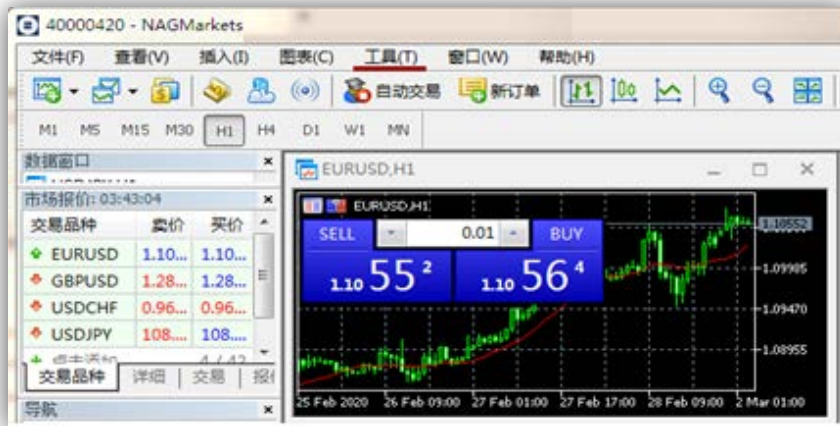 40000420 - NAGMarkets
文件(F) 查看(V) 插入(I) 图表(C) 工具(T) 窗口(W) 帮助(H)
自动交易 新订单
M1 M5 M15 M30 H1 H4 D1 W1 MN
数据窗口
市场报价: 03:43:04
交易品种 卖价 买价
EURUSD 1.10... 1.10...
GBPUSD 1.28... 1.28...
USDCHF 0.96... 0.96...
USDJPY 108.... 108....
交易品种 详细 交易
导航
EURUSD,H1
EURUSD,H1
SELL 0.01 BUY
1.10 55 2 1.10 56 4
1.10552
1.09985
1.09470
1.08955
25 Feb 2020 26 Feb 09:00 27 Feb 01:00 27 Feb 17:00 28 Feb 09:00 2 Mar 01:00